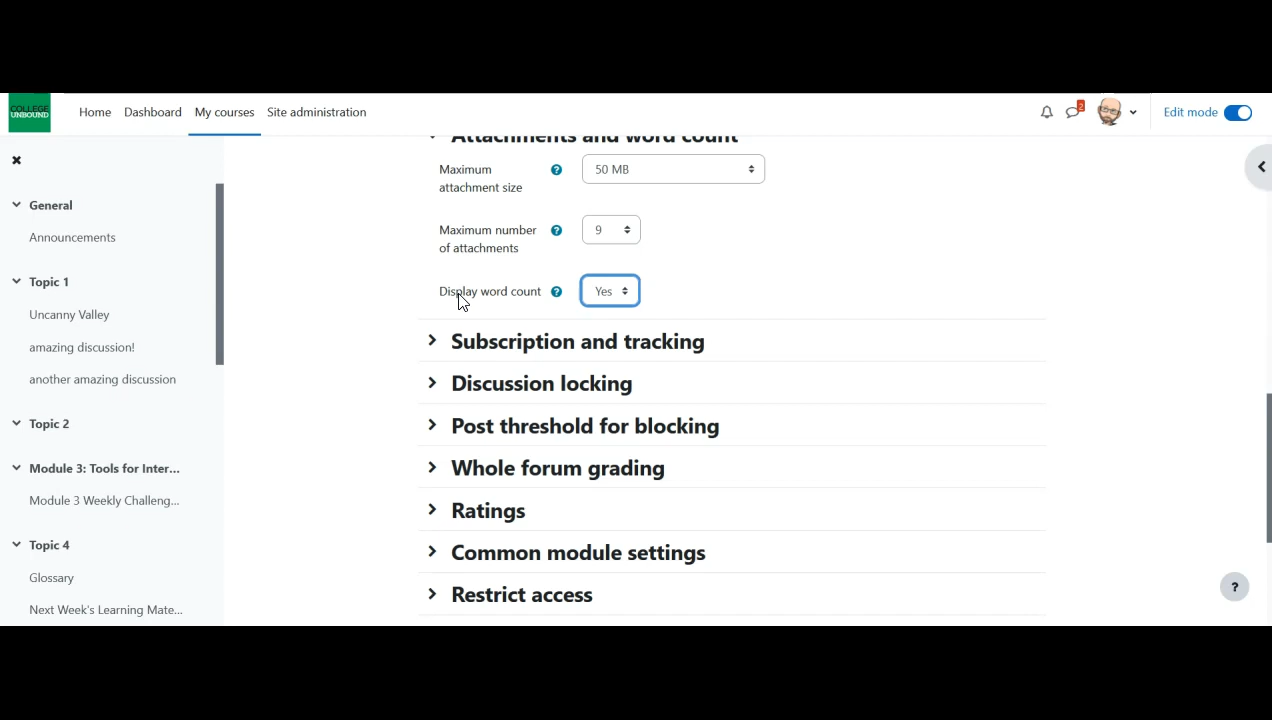 COLLEGE
UNBOUND
Home Dashboard My courses Site administration
2
Edit mode
General
Announcements
Topic 1
Uncanny Valley
amazing discussion!
another amazing discussion
Topic 2
Module 3: Tools for Inter...
Module 3 Weekly Challeng...
Topic 4
Glossary
Next Week's Learning Mate...
Attachments and word count
Maximum
attachment size
? 50 MB
Maximum number
of attachments
? 9
Display word count ? Yes
Subscription and tracking
Discussion locking
Post threshold for blocking
Whole forum grading
Ratings
Common module settings
Restrict access
?